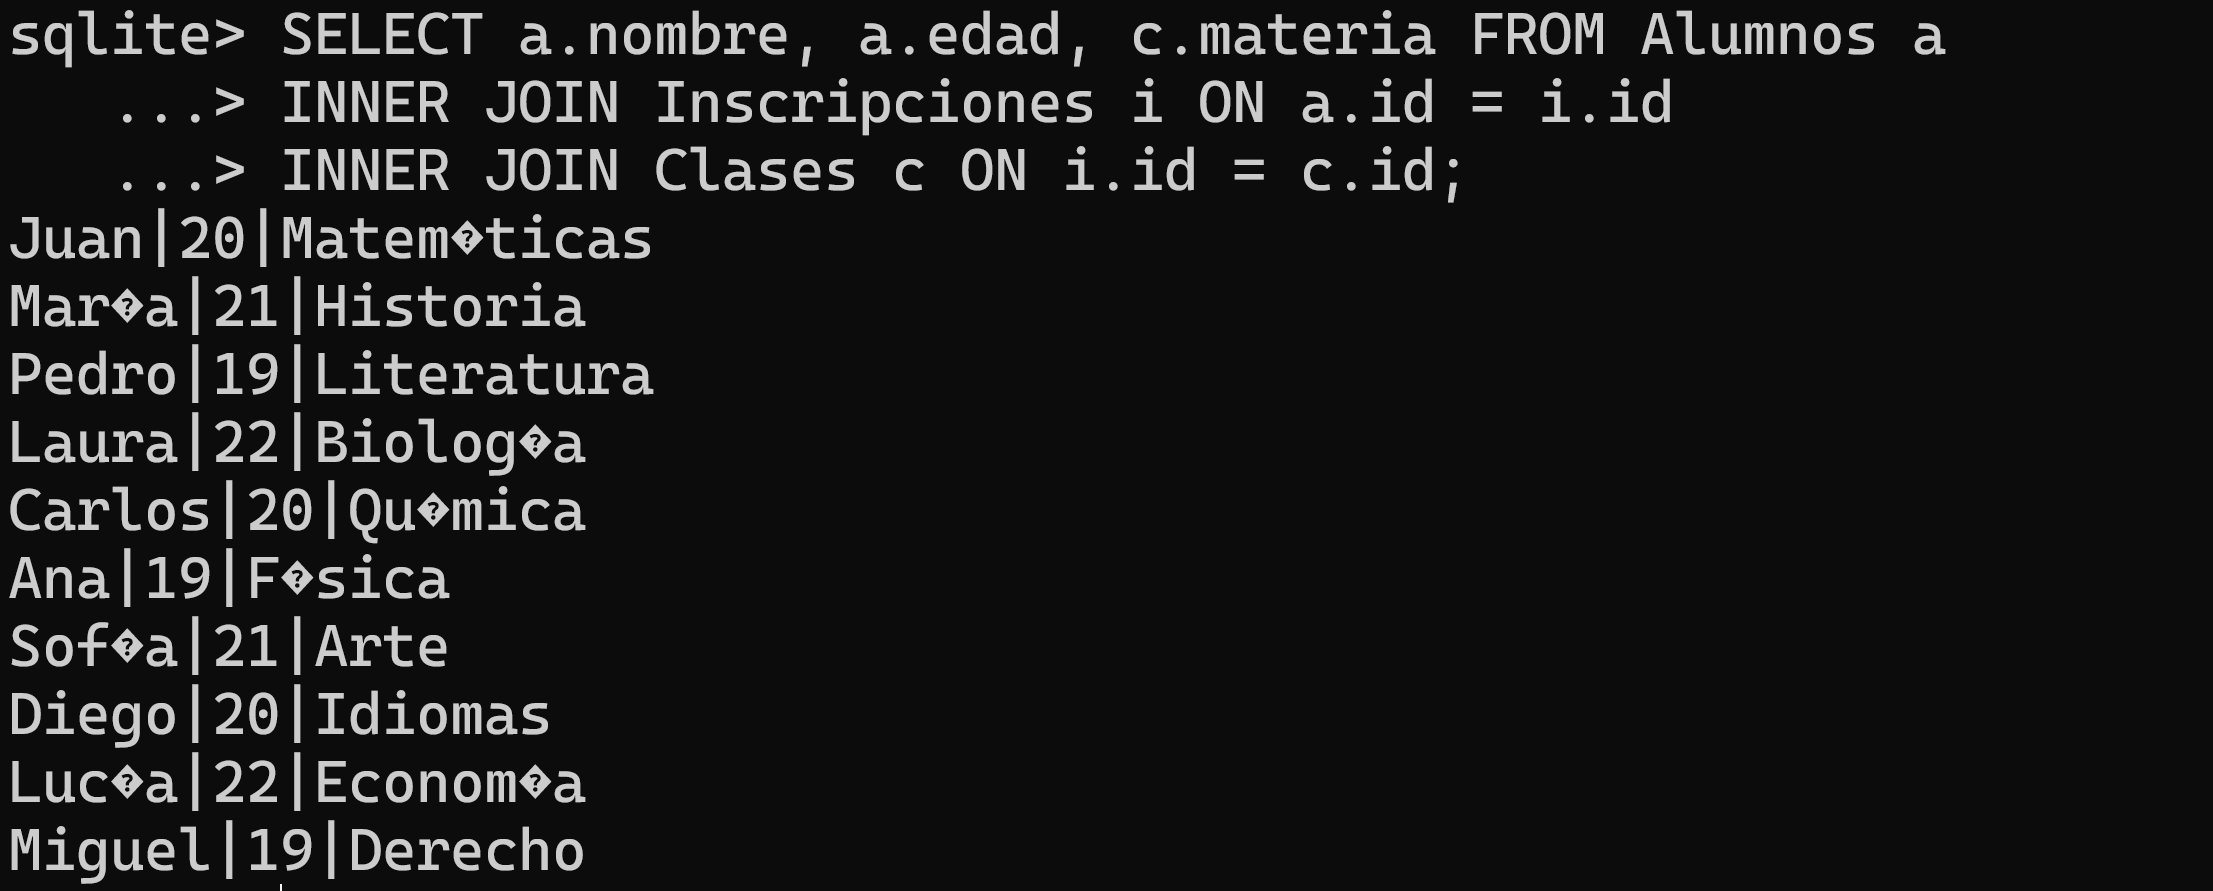 sqlite> SELECT a.nombre, a.edad, c.materia FROM Alumnos a
...> INNER JOIN Inscripciones i ON a.id = i.id
...> INNER JOIN Clases c ON i.id = c.id;
Juan|20|Matem�ticas
Mar�a|21|Historia
Pedro|19|Literatura
Laura|22|Biolog�a
Carlos|20|Qu�mica
Ana|19|F�sica
Sof�a|21|Arte
Diego|20|Idiomas
Luc�a|22|Econom�a
Miguel|19|Derecho